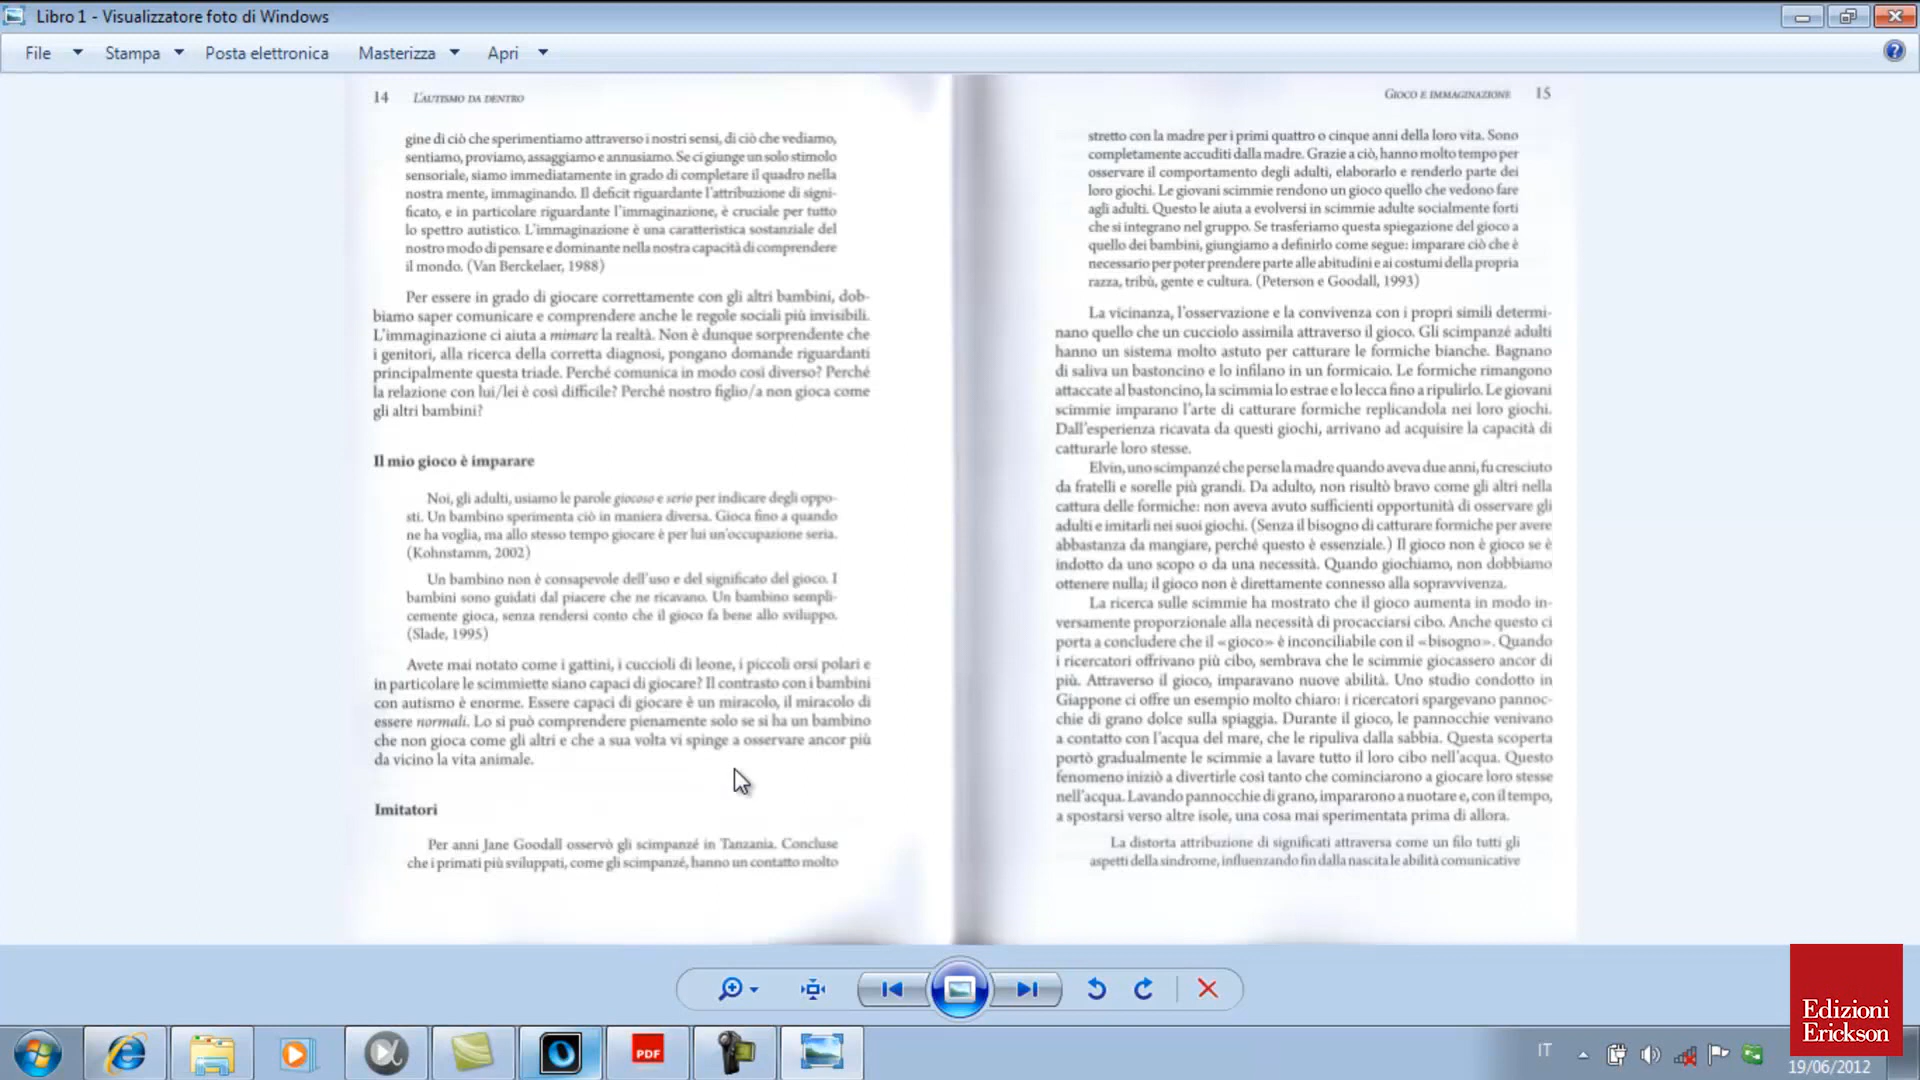 Libro 1 - Visualizzatore foto di Windows
File Stampa Posta elettronica Masterizza Apri
14 L'AUTISMO DA DENTRO
gine di ciò che sperimentiamo attraverso i nostri sensi, di ciò che vediamo,
sentiamo, proviamo, assaggiamo e annusiamo. Se ci giunge un solo stimolo
sensoriale, siamo immediatamente in grado di completare il quadro nella
nostra mente, immaginando. Il deficit riguardante l'attribuzione di signi-
ficato, e in particolare riguardante l'immaginazione, è cruciale per tutto
lo spettro autistico. L'immaginazione è una caratteristica sostanziale del
nostro modo di pensare e dominante nella nostra capacità di comprendere
il mondo. (Van Berckelaer, 1988)
Per essere in grado di giocare correttamente con gli altri bambini, dob-
biamo saper comunicare e comprendere anche le regole sociali più invisibili.
L'immaginazione ci aiuta a mimare la realtà. Non è dunque sorprendente che
i genitori, alla ricerca della corretta diagnosi, pongano domande riguardanti
principalmente questa triade. Perché comunica in modo così diverso? Perché
la relazione con lui/lei è così difficile? Perché nostro figlio/a non gioca come
gli altri bambini?
Il mio gioco è imparare
Noi, gli adulti, usiamo le parole giocoso e serio per indicare degli oppo-
sti. Un bambino sperimenta ciò in maniera diversa. Gioca fino a quando
ne ha voglia, ma allo stesso tempo giocare è per lui un'occupazione seria.
(Kohnstamm, 2002)
Un bambino non è consapevole dell'uso e del significato del gioco. I
bambini sono guidati dal piacere che ne ricavano. Un bambino sempli-
cemente gioca, senza rendersi conto che il gioco fa bene allo sviluppo.
(Slade, 1995)
Avete mai notato come i gattini, i cuccioli di leone, i piccoli orsi polari e
in particolare le scimmiette siano capaci di giocare? Il contrasto con i bambini
con autismo è enorme. Essere capaci di giocare è un miracolo, il miracolo di
essere normali. Lo si può comprendere pienamente solo se si ha un bambino
che non gioca come gli altri e che a sua volta vi spinge a osservare ancor più
da vicino la vita animale.
Imitatori
Per anni Jane Goodall osservò gli scimpanzé in Tanzania. Concluse
che i primati più sviluppati, come gli scimpanzé, hanno un contatto molto
GIOCO E IMMAGINAZIONE 15
stretto con la madre per i primi quattro o cinque anni della loro vita. Sono
completamente accuditi dalla madre. Grazie a ciò, hanno molto tempo per
osservare il comportamento degli adulti, elaborarlo e renderlo parte dei
loro giochi. Le giovani scimmie rendono un gioco quello che vedono fare
agli adulti. Questo le aiuta a evolversi in scimmie adulte socialmente forti
che si integrano nel gruppo. Se trasferiamo questa spiegazione del gioco a
quello dei bambini, giungiamo a definirlo come segue: imparare ciò che è
necessario per poter prendere parte alle abitudini e ai costumi della propria
razza, tribù, gente e cultura. (Peterson e Goodall, 1993)
La vicinanza, l'osservazione e la convivenza con i propri simili determi-
nano quello che un cucciolo assimila attraverso il gioco. Gli scimpanzé adulti
hanno un sistema molto astuto per catturare le formiche bianche. Bagnano
di saliva un bastoncino e lo infilano in un formicaio. Le formiche rimangono
attaccate al bastoncino, la scimmia lo estrae e lo lecca fino a ripulirlo. Le giovani
scimmie imparano l'arte di catturare formiche replicandola nei loro giochi.
Dall'esperienza ricavata da questi giochi, arrivano ad acquisire la capacità di
catturarle loro stesse.
Elvin, uno scimpanzé che perse la madre quando aveva due anni, fu cresciuto
da fratelli e sorelle più grandi. Da adulto, non risultò bravo come gli altri nella
cattura delle formiche: non aveva avuto sufficienti opportunità di osservare gli
adulti e imitarli nei suoi giochi. (Senza il bisogno di catturare formiche per avere
abbastanza da mangiare, perché questo è essenziale.) Il gioco non è gioco se è
indotto da uno scopo o da una necessità. Quando giochiamo, non dobbiamo
ottenere nulla; il gioco non è direttamente connesso alla sopravvivenza.
La ricerca sulle scimmie ha mostrato che il gioco aumenta in modo in-
versamente proporzionale alla necessità di procacciarsi cibo. Anche questo ci
porta a concludere che il «gioco» è inconciliabile con il «bisogno». Quando
i ricercatori offrivano più cibo, sembrava che le scimmie giocassero ancor di
più. Attraverso il gioco, imparavano nuove abilità. Uno studio condotto in
Giappone ci offre un esempio molto chiaro: i ricercatori spargevano pannoc-
chie di grano dolce sulla spiaggia. Durante il gioco, le pannocchie venivano
a contatto con l'acqua del mare, che le ripuliva dalla sabbia. Questa scoperta
portò gradualmente le scimmie a lavare tutto il loro cibo nell'acqua. Questo
fenomeno iniziò a divertirle così tanto che cominciarono a giocare loro stesse
nell'acqua. Lavando pannocchie di grano, impararono a nuotare e, con il tempo,
a spostarsi verso altre isole, una cosa mai sperimentata prima di allora.
La distorta attribuzione di significati attraversa come un filo tutti gli
aspetti della sindrome, influenzando fin dalla nascita le abilità comunicative
Edizioni
Erickson
PDF
IT
19/06/2012